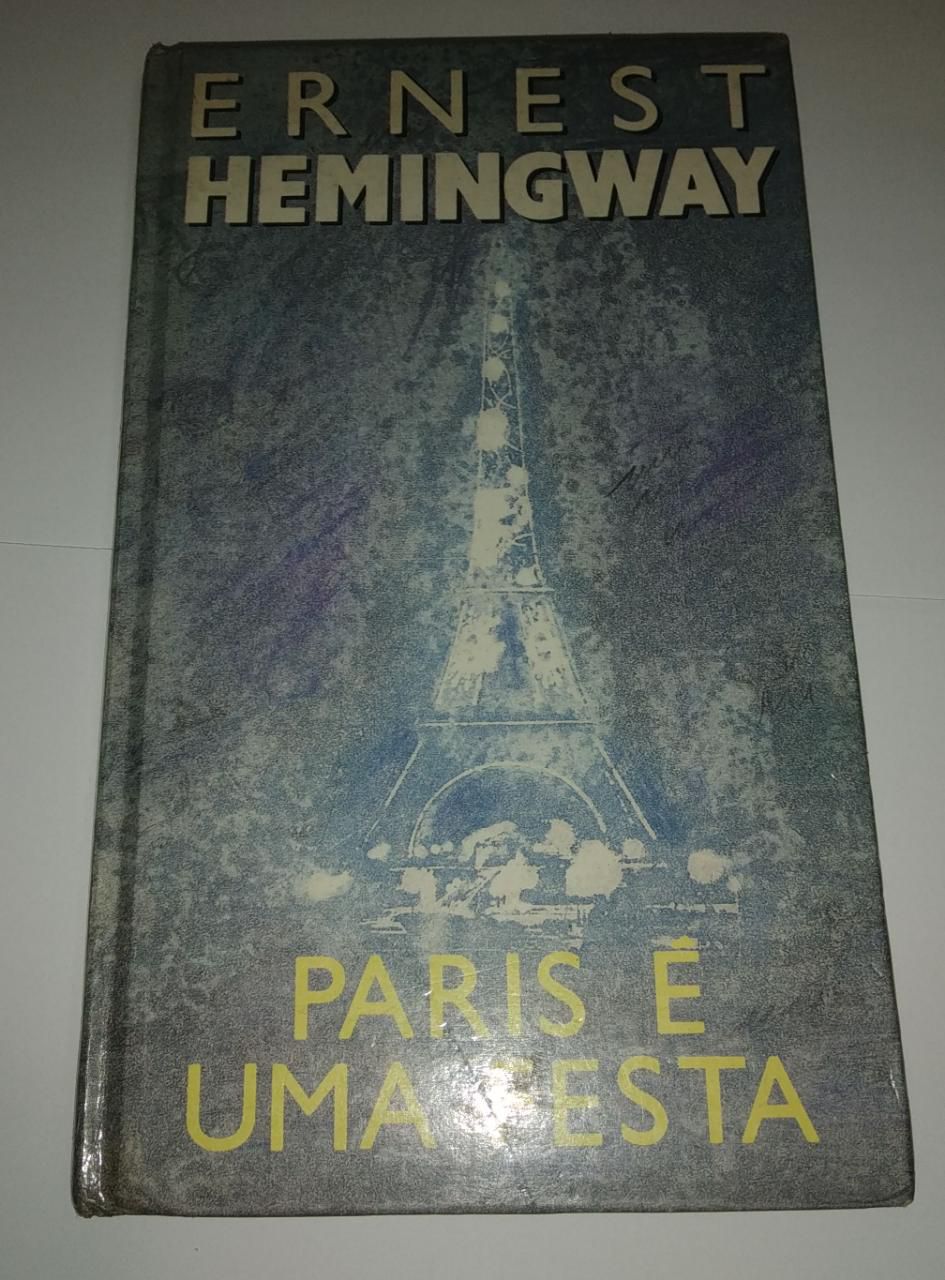 ERNEST
HEMINGWAY
PARIS É
UMA FESTA